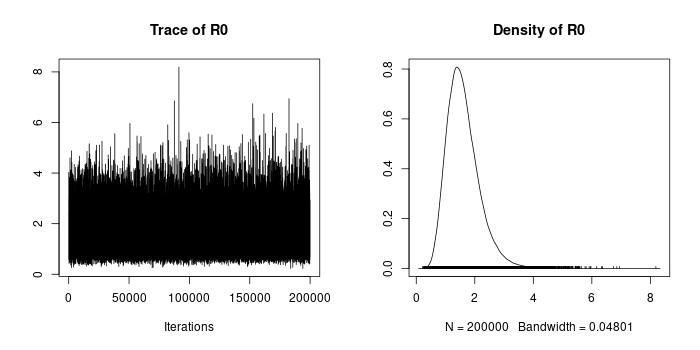 Trace of R0
8
6
4
2
0
0 50000 100000 150000 200000
Iterations
Density of R0
0.8
0.6
0.4
0.2
0.0
0 2 4 6 8
N = 200000 Bandwidth = 0.04801